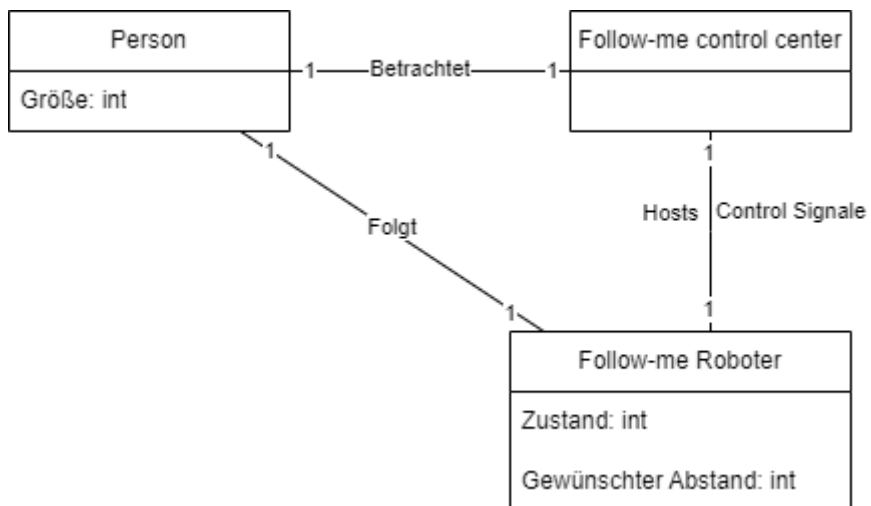 Person
Follow-me control center
1
Betrachtet
1
Größe: int
1
1
Folgt
Hosts
Control Signale
1
1
Follow-me Roboter
Zustand: int
Gewünschter Abstand: int